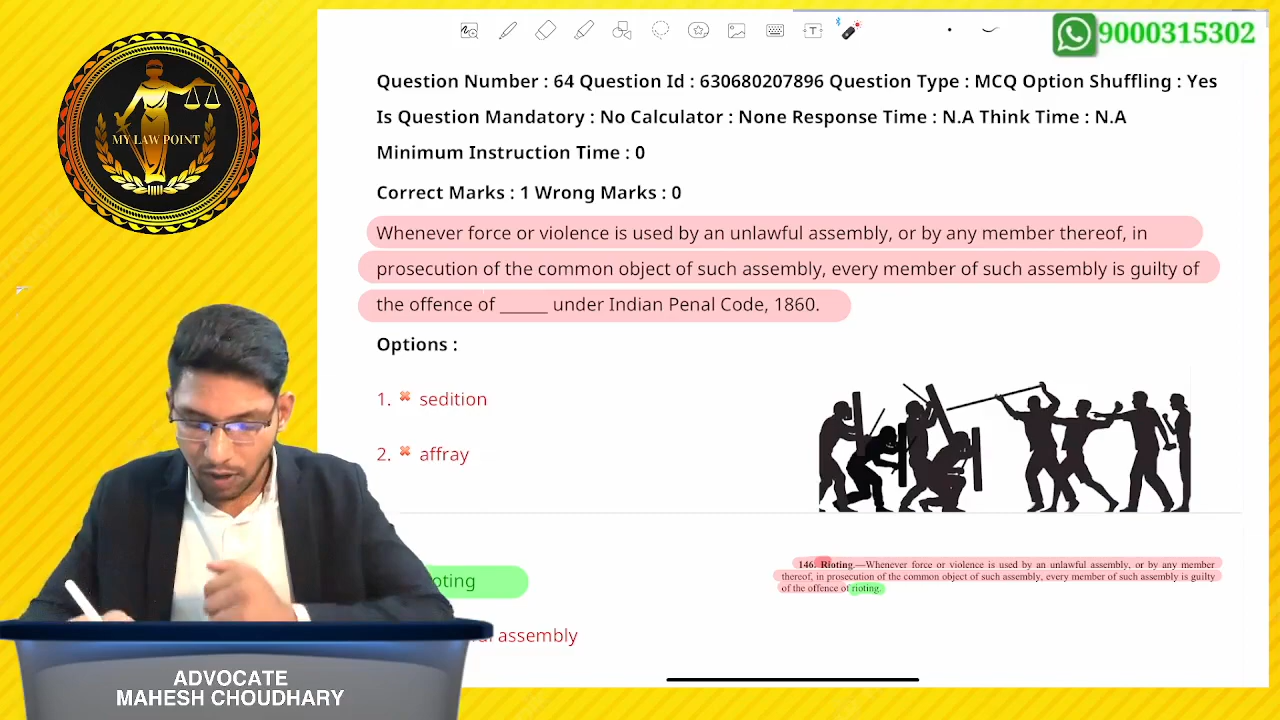 MY LAW POINT
9000315302
Question Number : 64 Question Id : 630680207896 Question Type : MCQ Option Shuffling : Yes
Is Question Mandatory : No Calculator : None Response Time : N.A Think Time : N.A
Minimum Instruction Time : 0
Correct Marks : 1 Wrong Marks : 0
Whenever force or violence is used by an unlawful assembly, or by any member thereof, in
prosecution of the common object of such assembly, every member of such assembly is guilty of
the offence of ______ under Indian Penal Code, 1860.
Options :
1. sedition
2. affray
146. Rioting.—Whenever force or violence is used by an unlawful assembly, or by any member
thereof, in prosecution of the common object of such assembly, every member of such assembly is guilty
of the offence of rioting.
oting
assembly
ADVOCATE
MAHESH CHOUDHARY